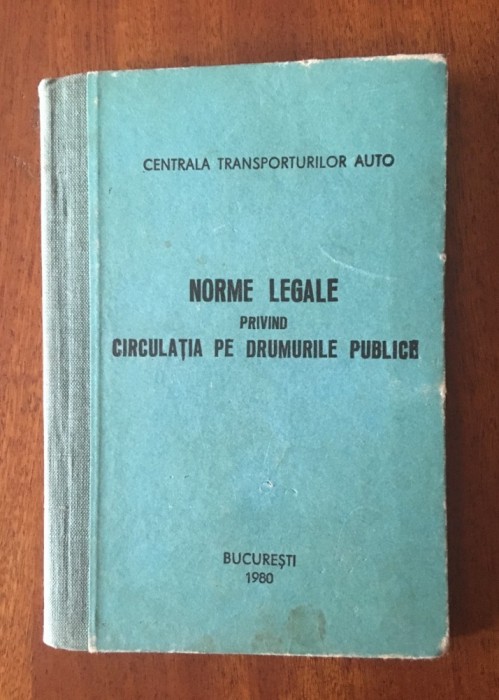 CENTRALA TRANSPORTURILOR AUTO
NORME LEGALE
PRIVIND
CIRCULAȚIA PE DRUMURILE PUBLICE
BUCUREȘTI
1980